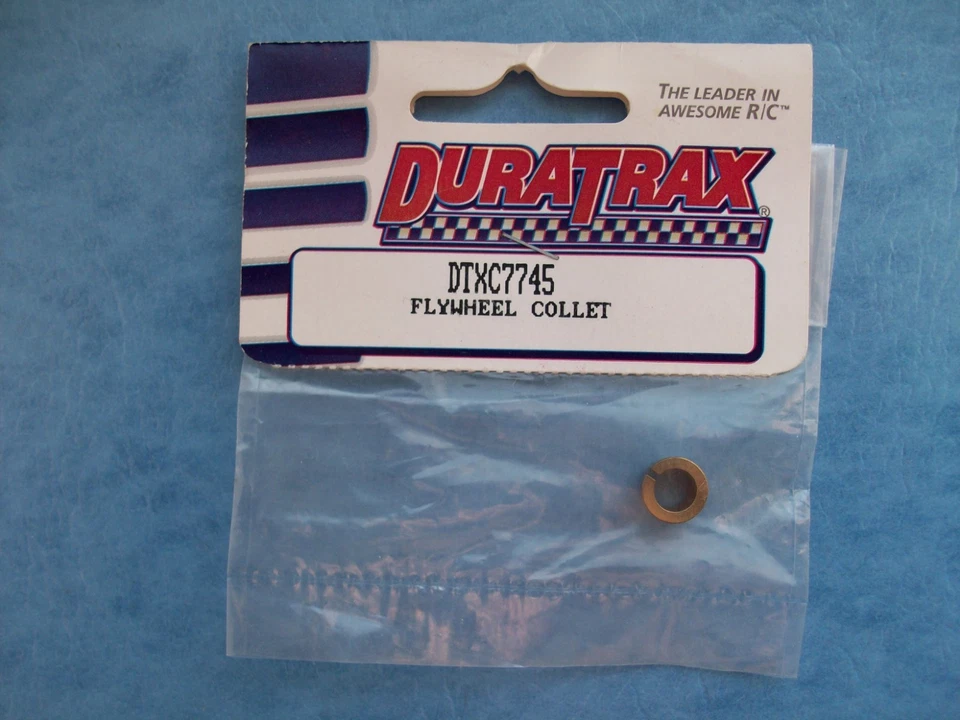 THE LEADER IN
AWESOME R/C™
DURATRAX®
DTXC7745
FLYWHEEL COLLET